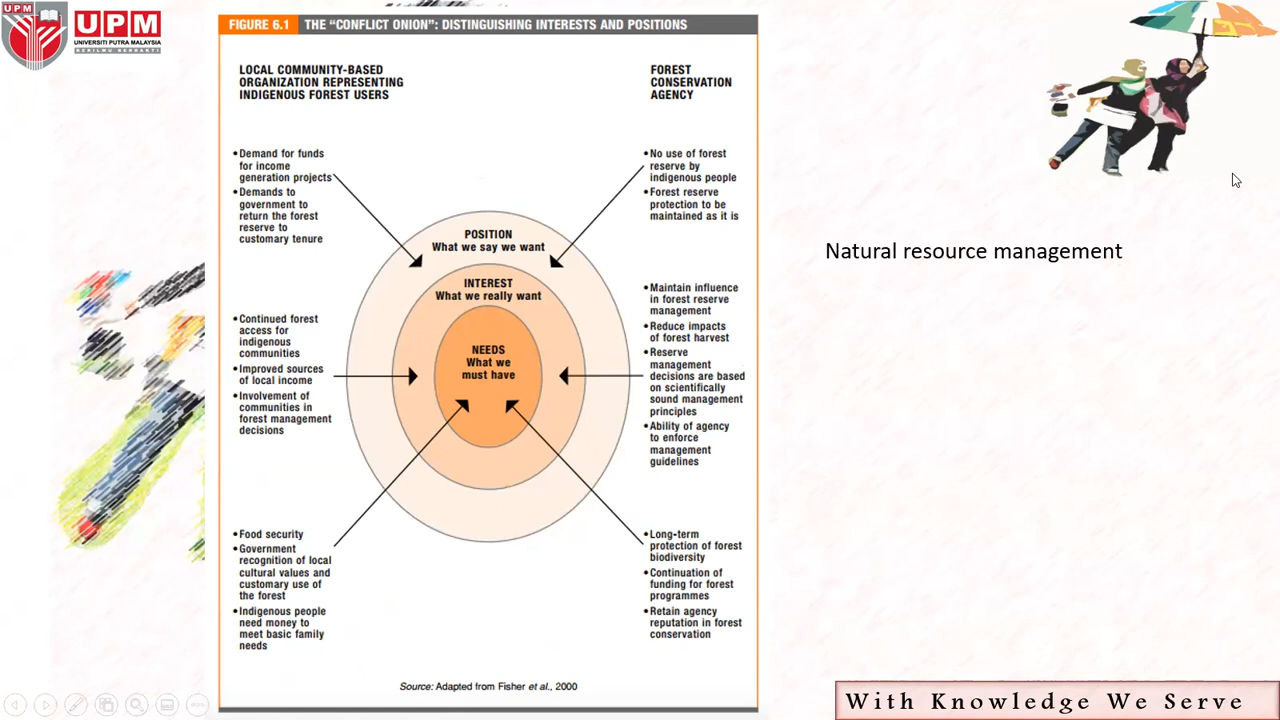 UPM
UPM
UNIVERSITI PUTRA MALAYSIA
BERILMU BERBAKTI
FIGURE 6.1 THE “CONFLICT ONION”: DISTINGUISHING INTERESTS AND POSITIONS
LOCAL COMMUNITY-BASED
ORGANIZATION REPRESENTING
INDIGENOUS FOREST USERS
FOREST
CONSERVATION
AGENCY
• Demand for funds
for income
generation projects
• Demands to
government to
return the forest
reserve to
customary tenure
• No use of forest
reserve by
indigenous people
• Forest reserve
protection to be
maintained as it is
POSITION
What we say we want
INTEREST
What we really want
NEEDS
What we
must have
• Continued forest
access for
indigenous
communities
• Improved sources
of local income
• Involvement of
communities in
forest management
decisions
• Maintain influence
in forest reserve
management
• Reduce impacts
of forest harvest
• Reserve
management
decisions are based
on scientifically
sound management
principles
• Ability of agency
to enforce
management
guidelines
• Food security
• Government
recognition of local
cultural values and
customary use of
the forest
• Indigenous people
need money to
meet basic family
needs
• Long-term
protection of forest
biodiversity
• Continuation of
funding for forest
programmes
• Retain agency
reputation in forest
conservation
Source: Adapted from Fisher et al., 2000
Natural resource management
With Knowledge We Serve